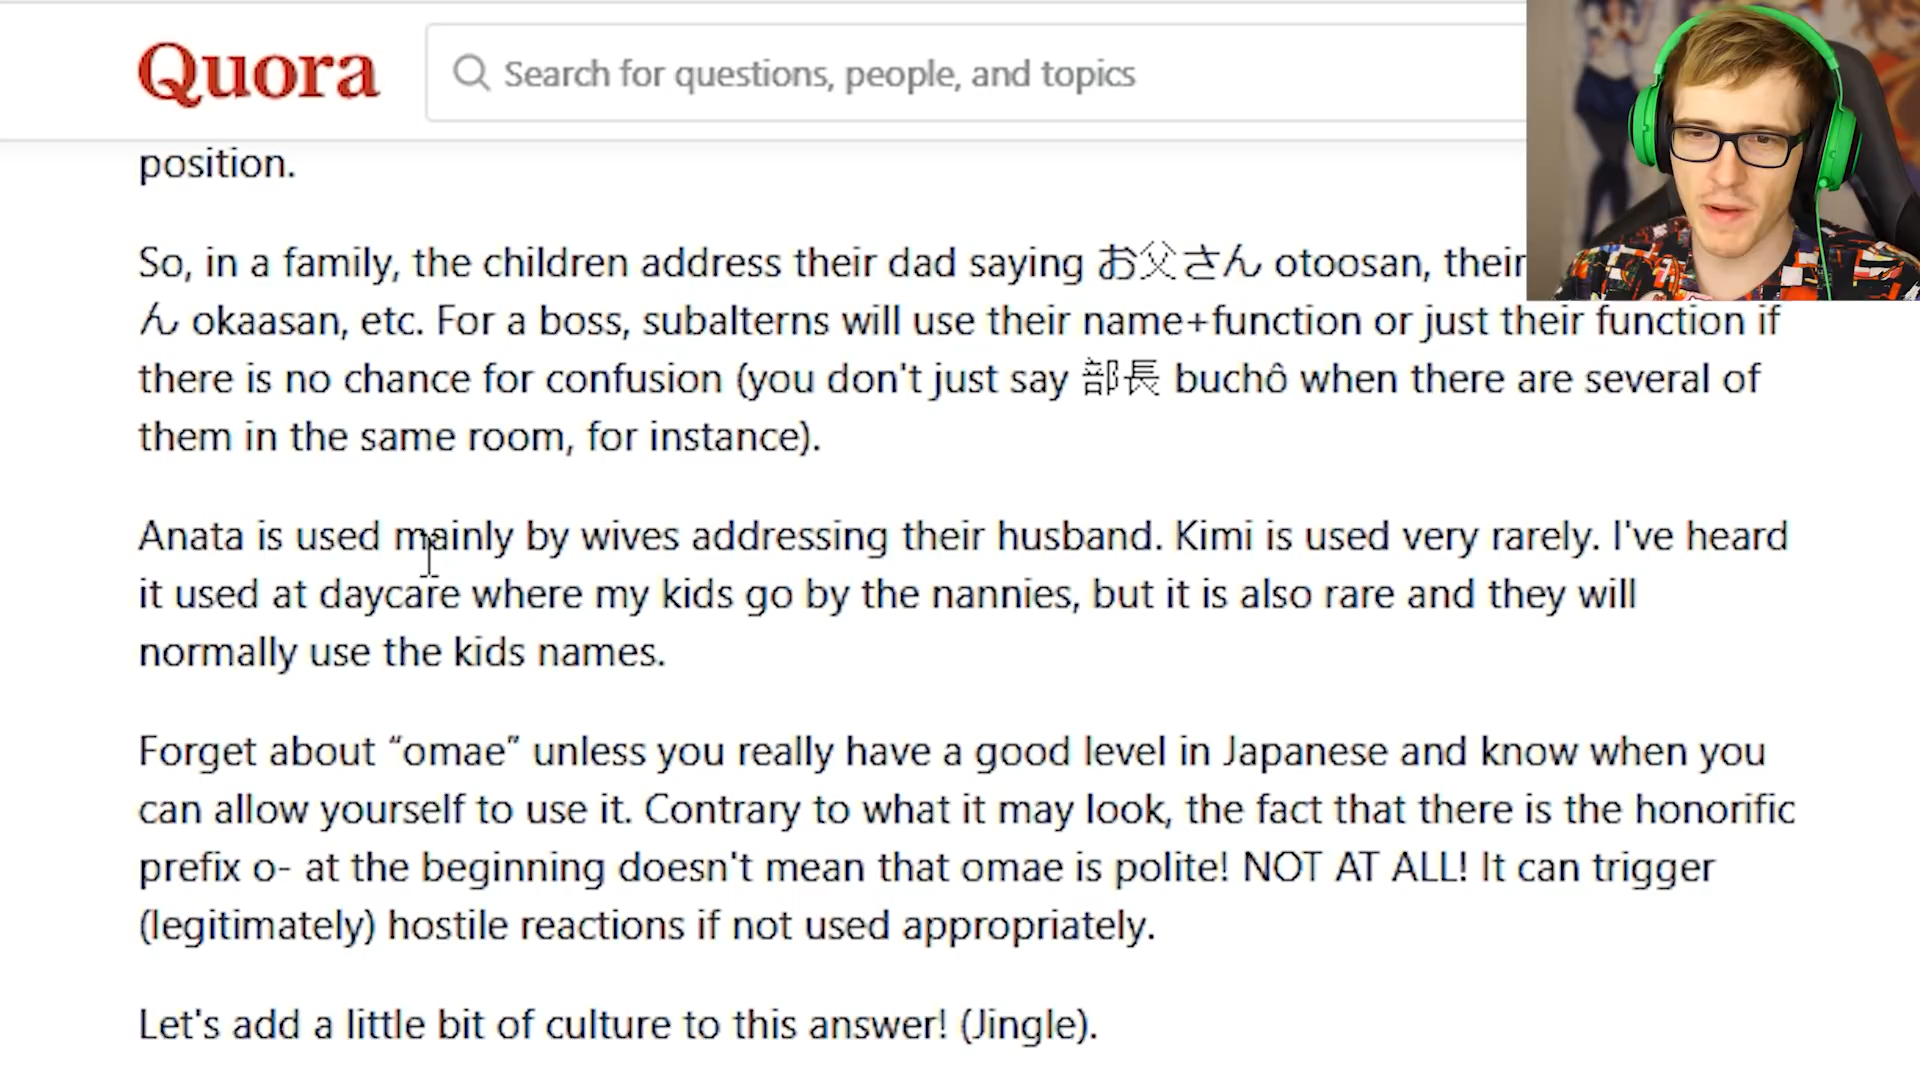 Quora
Search for questions, people, and topics
position.
So, in a family, the children address their dad saying お父さん otoosan, their
ん okaasan, etc. For a boss, subalterns will use their name+function or just their function if
there is no chance for confusion (you don't just say 部長 buchô when there are several of
them in the same room, for instance).
Anata is used mainly by wives addressing their husband. Kimi is used very rarely. I've heard
it used at daycare where my kids go by the nannies, but it is also rare and they will
normally use the kids names.
Forget about “omae” unless you really have a good level in Japanese and know when you
can allow yourself to use it. Contrary to what it may look, the fact that there is the honorific
prefix o- at the beginning doesn't mean that omae is polite! NOT AT ALL! It can trigger
(legitimately) hostile reactions if not used appropriately.
Let's add a little bit of culture to this answer! (Jingle).